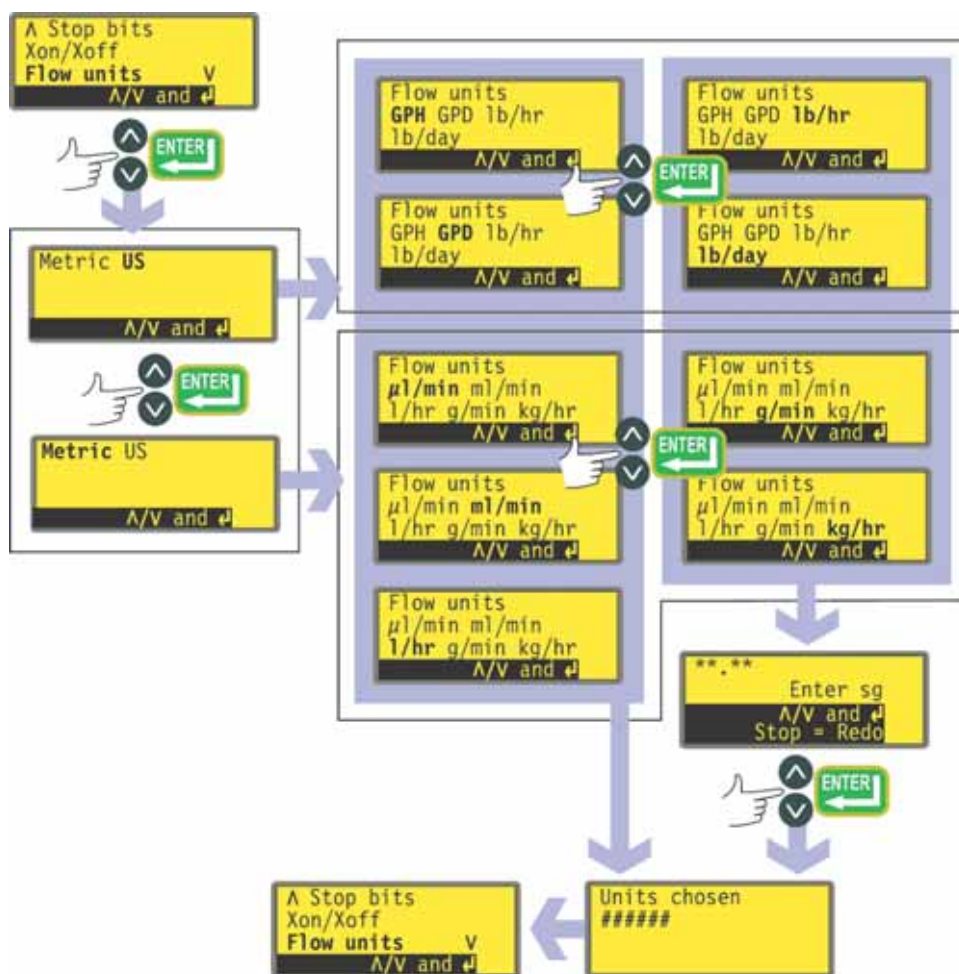 Λ Stop bits
Xon/Xoff
Flow units V
Λ/V and ↲
ENTER
Metric US
Λ/V and ↲
ENTER
Metric US
Λ/V and ↲
Flow units
GPH GPD lb/hr
lb/day
Λ/V and ↲
Flow units
GPH GPD lb/hr
lb/day
Λ/V and ↲
ENTER
Flow units
GPH GPD lb/hr
lb/day
Λ/V and ↲
Flow units
GPH GPD lb/hr
lb/day
Λ/V and ↲
Flow units
µl/min ml/min
l/hr g/min kg/hr
Λ/V and ↲
Flow units
µl/min ml/min
l/hr g/min kg/hr
Λ/V and ↲
ENTER
Flow units
µl/min ml/min
l/hr g/min kg/hr
Λ/V and ↲
Flow units
µl/min ml/min
l/hr g/min kg/hr
Λ/V and ↲
Flow units
µl/min ml/min
l/hr g/min kg/hr
Λ/V and ↲
**.**
Enter sg
Λ/V and ↲
Stop = Redo
ENTER
Units chosen
######
Λ Stop bits
Xon/Xoff
Flow units V
Λ/V and ↲